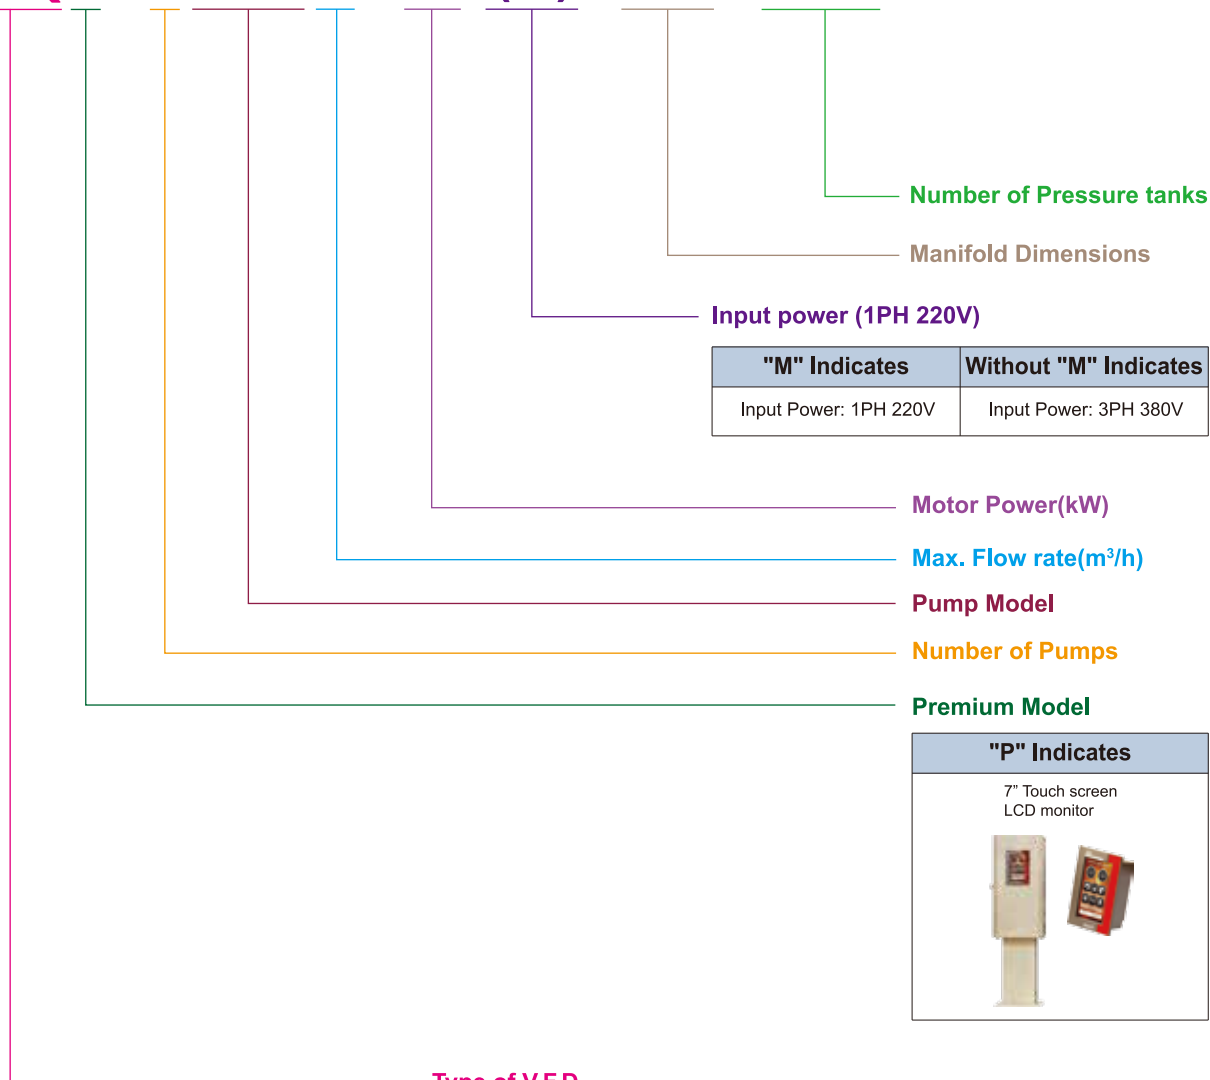 Number of Pressure tanks
Manifold Dimensions
Input power (1PH 220V)
"M" Indicates
Without "M" Indicates
Input Power: 1PH 220V
Input Power: 3PH 380V
Motor Power(kW)
Max. Flow rate(m³/h)
Pump Model
Number of Pumps
Premium Model
"P" Indicates
7” Touch screen
LCD monitor
Type of V.F.D